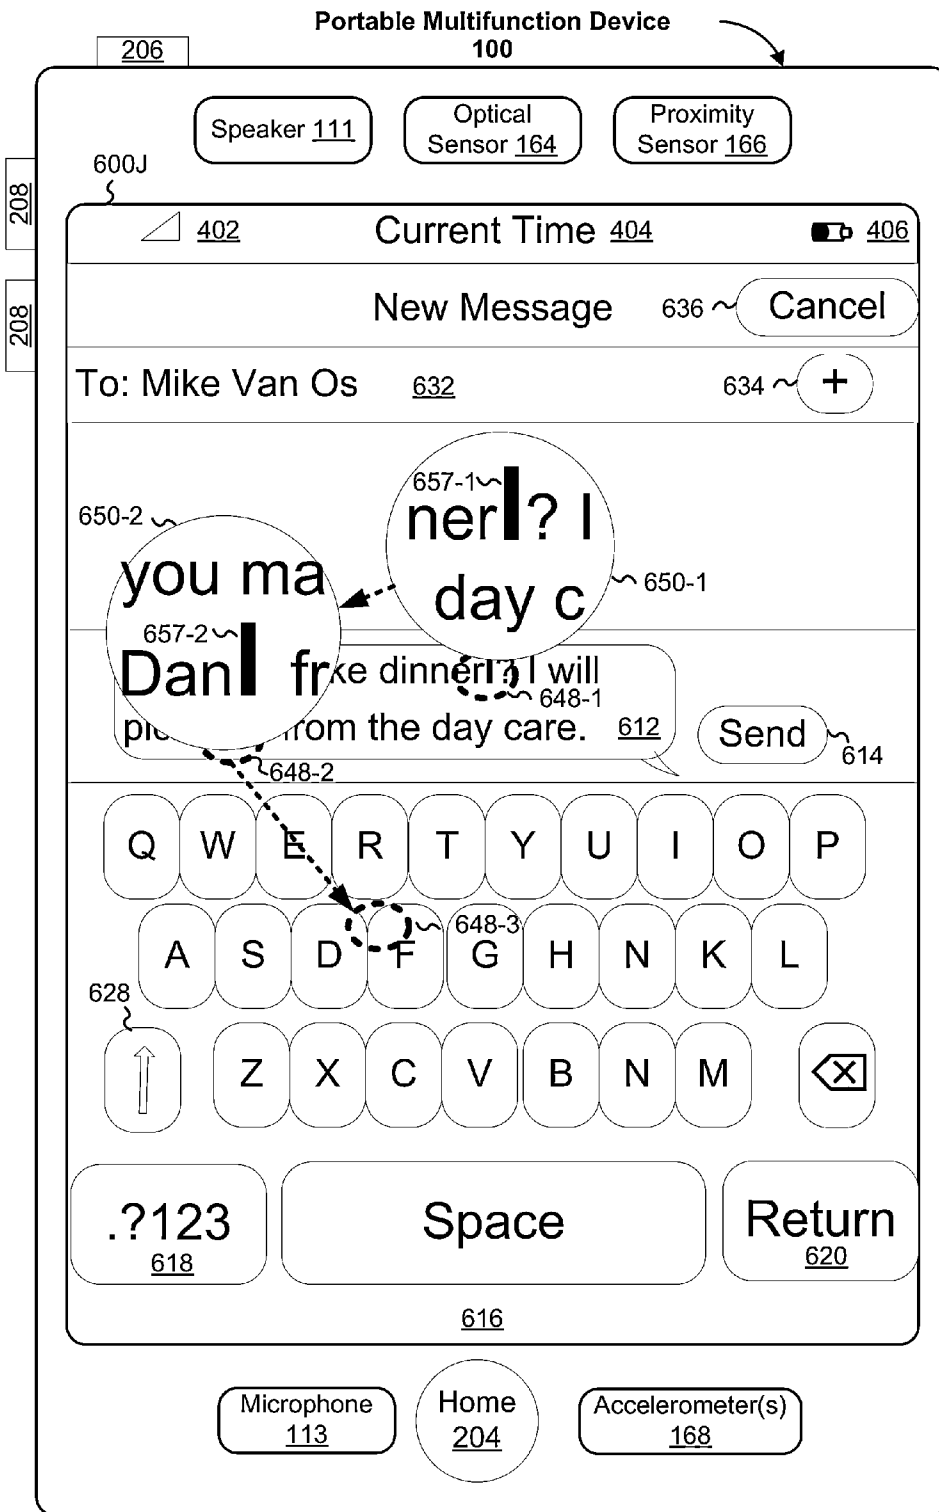 Portable Multifunction Device
100
206
Speaker 111
Optical
Sensor 164
Proximity
Sensor 166
600J
208
208
402
Current Time 404
406
New Message
636
Cancel
To: Mike Van Os
632
634
+
657-1
ner? I
day c
650-1
650-2
you ma
657-2
Dan fr
ke dinner? I will
648-1
pic
rom the day care.
612
Send
614
648-2
Q W E R T Y U I O P
648-3
A S D F G H N K L
628
Z X C V B N M
.?123
618
Space
Return
620
616
Microphone
113
Home
204
Accelerometer(s)
168